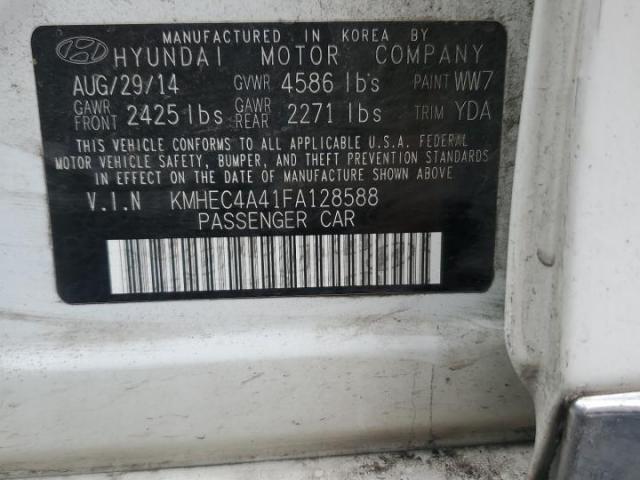 MANUFACTURED IN KOREA BY
HYUNDAI MOTOR COMPANY
AUG/29/14 GVWR 4586 lbs PAINT WW7
GAWR FRONT 2425 lbs GAWR REAR 2271 lbs TRIM YDA
THIS VEHICLE CONFORMS TO ALL APPLICABLE U.S.A. FEDERAL
MOTOR VEHICLE SAFETY, BUMPER, AND THEFT PREVENTION STANDARDS
IN EFFECT ON THE DATE OF MANUFACTURE SHOWN ABOVE.
V.I.N KMHEC4A41FA128588
PASSENGER CAR